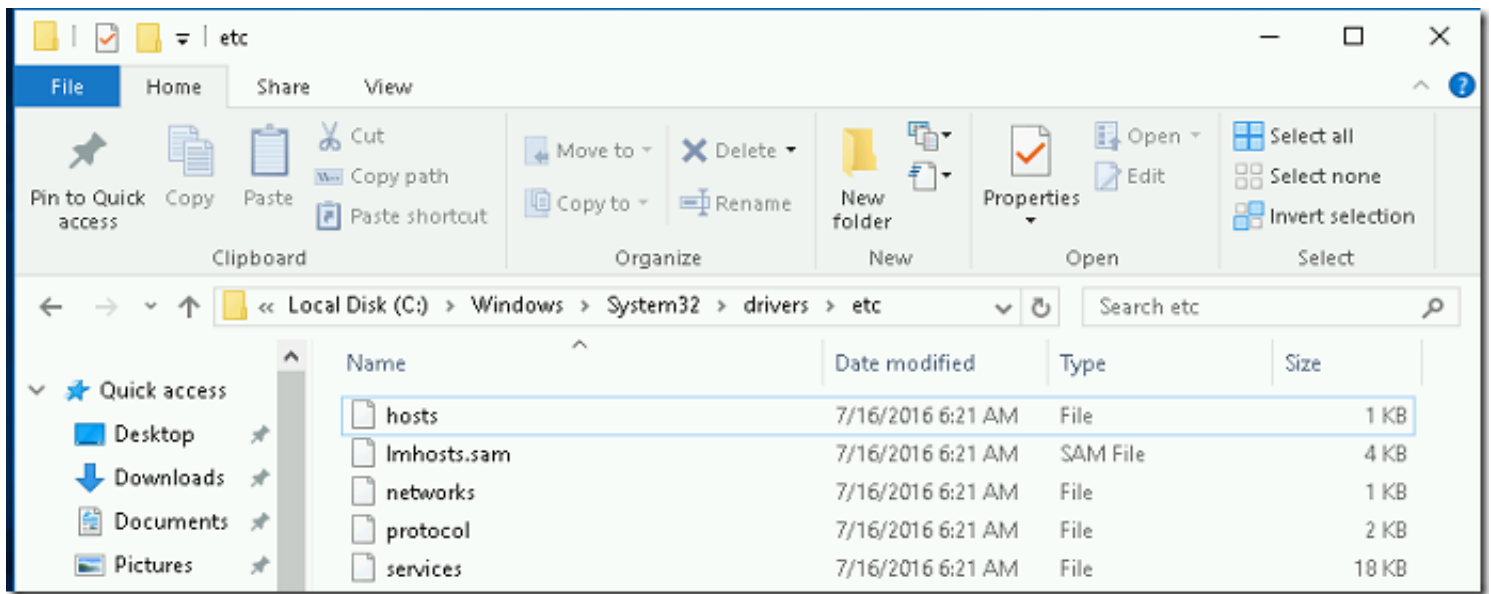 etc
File Home Share View
Pin to Quick access
Copy
Paste
Cut
Copy path
Paste shortcut
Clipboard
Move to
Copy to
Delete
Rename
Organize
New folder
New
Properties
Open
Edit
Open
Select all
Select none
Invert selection
Select
« Local Disk (C:) > Windows > System32 > drivers > etc
Search etc
Quick access
Desktop
Downloads
Documents
Pictures
Name Date modified Type Size
hosts 7/16/2016 6:21 AM File 1 KB
lmhosts.sam 7/16/2016 6:21 AM SAM File 4 KB
networks 7/16/2016 6:21 AM File 1 KB
protocol 7/16/2016 6:21 AM File 2 KB
services 7/16/2016 6:21 AM File 18 KB